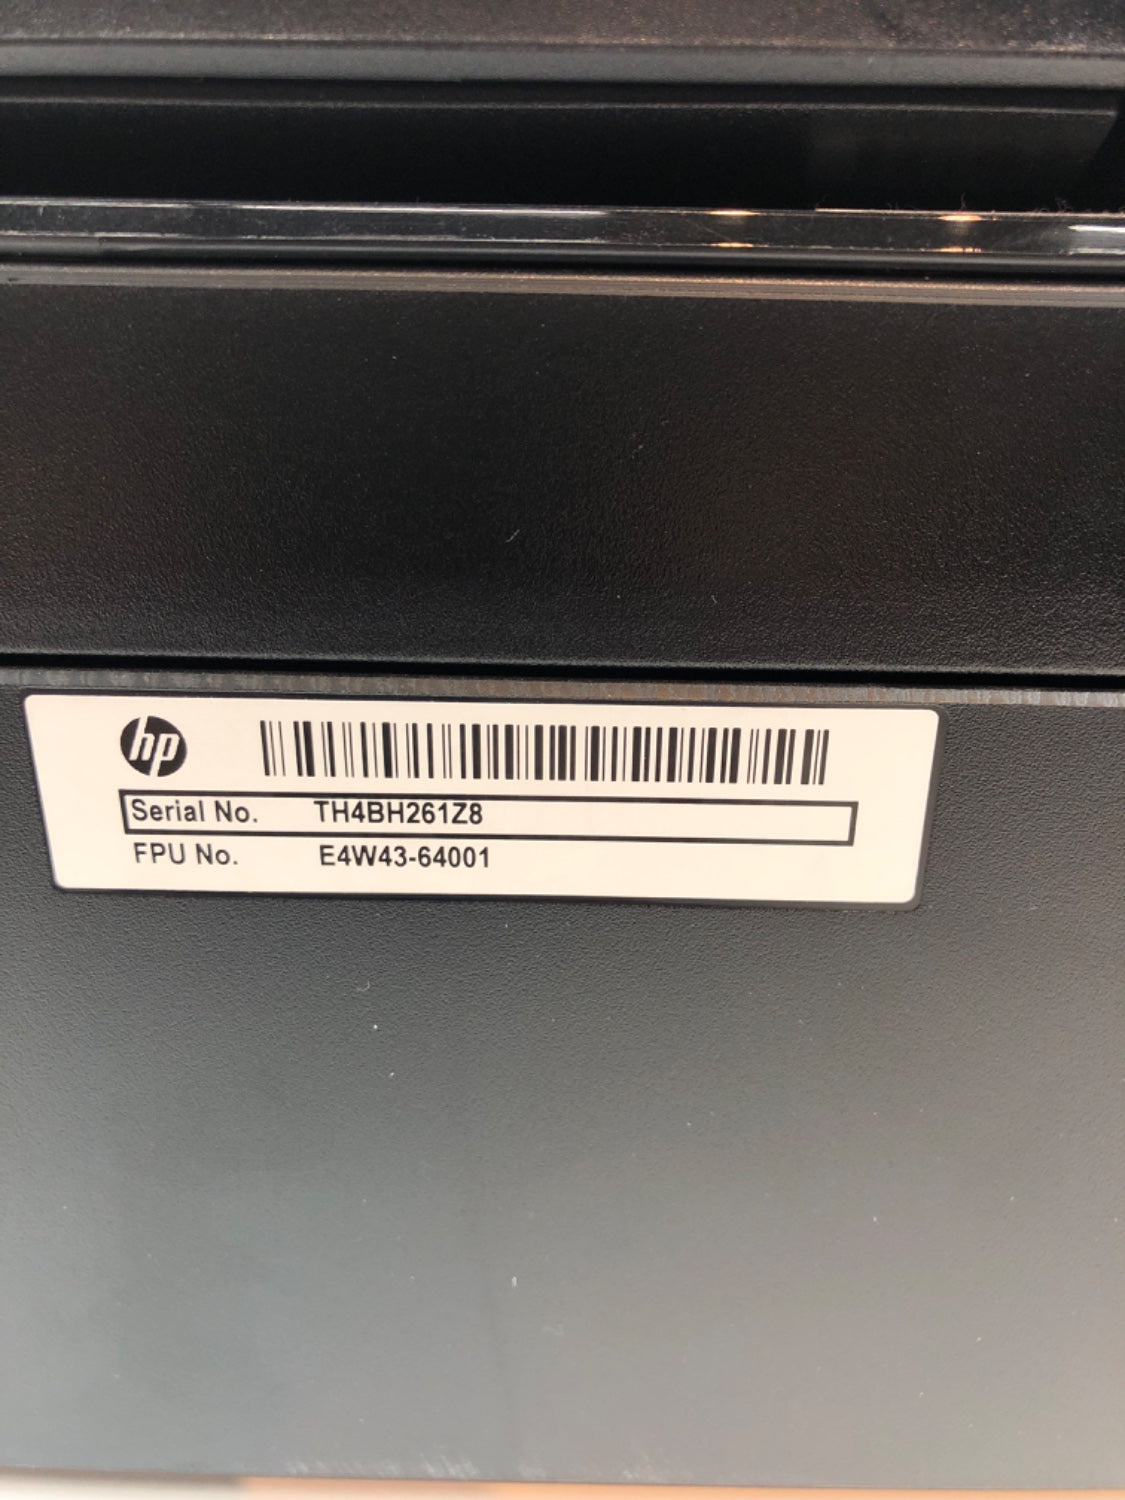 hp
Serial No. TH4BH261Z8
FPU No. E4W43-64001